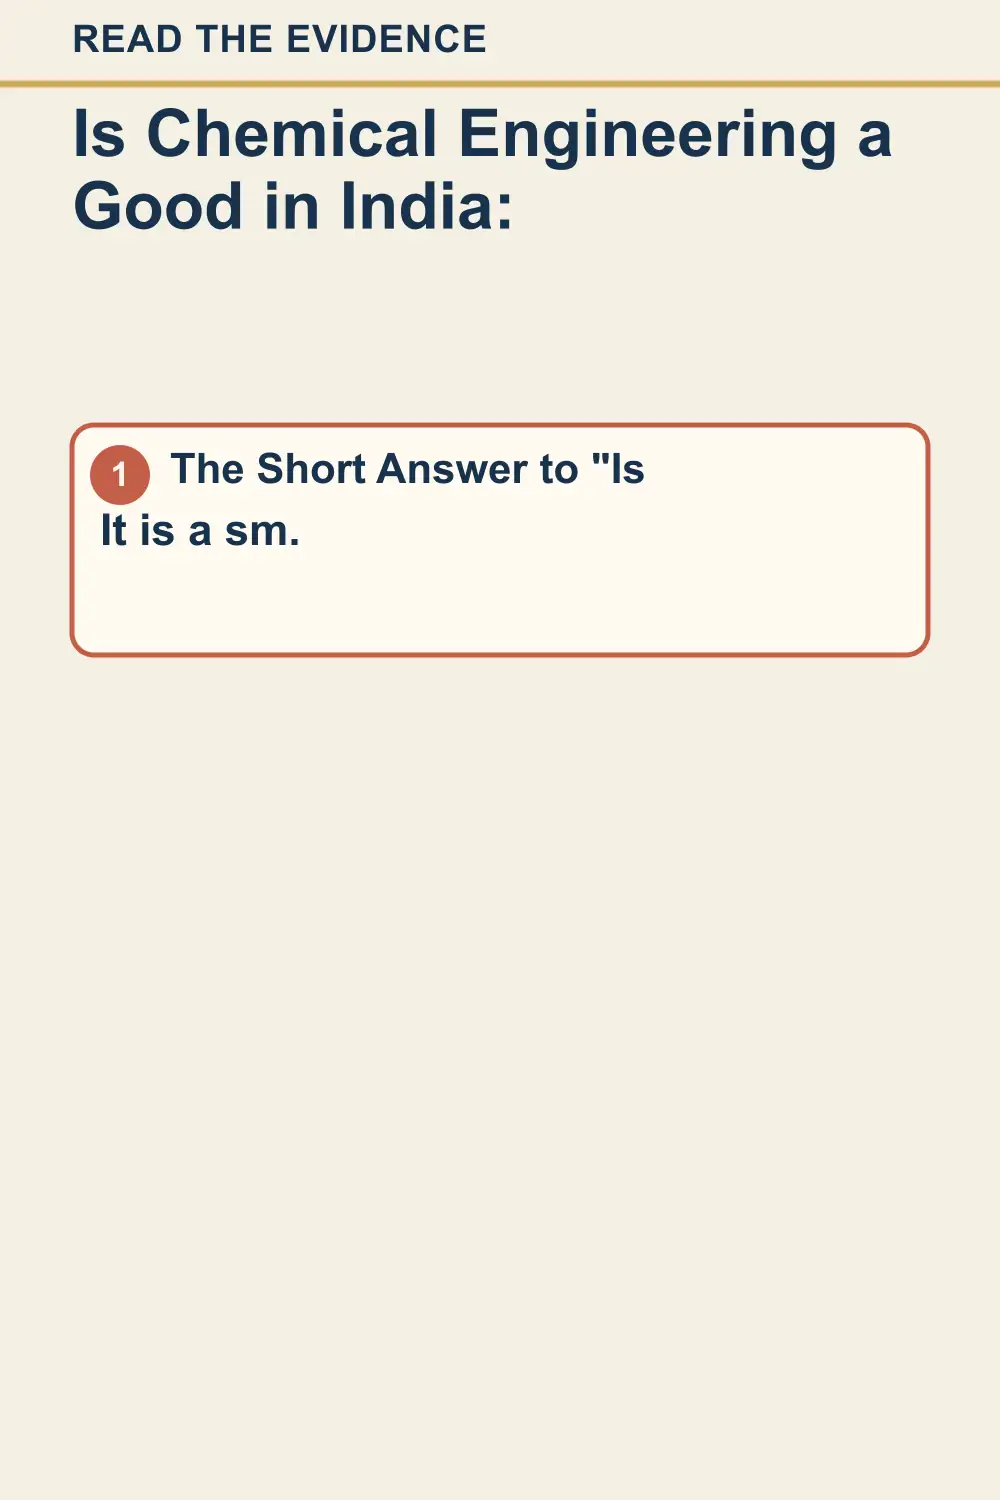 READ THE EVIDENCE
Is Chemical Engineering a
Good in India:
1 The Short Answer to "Is
It is a sm.